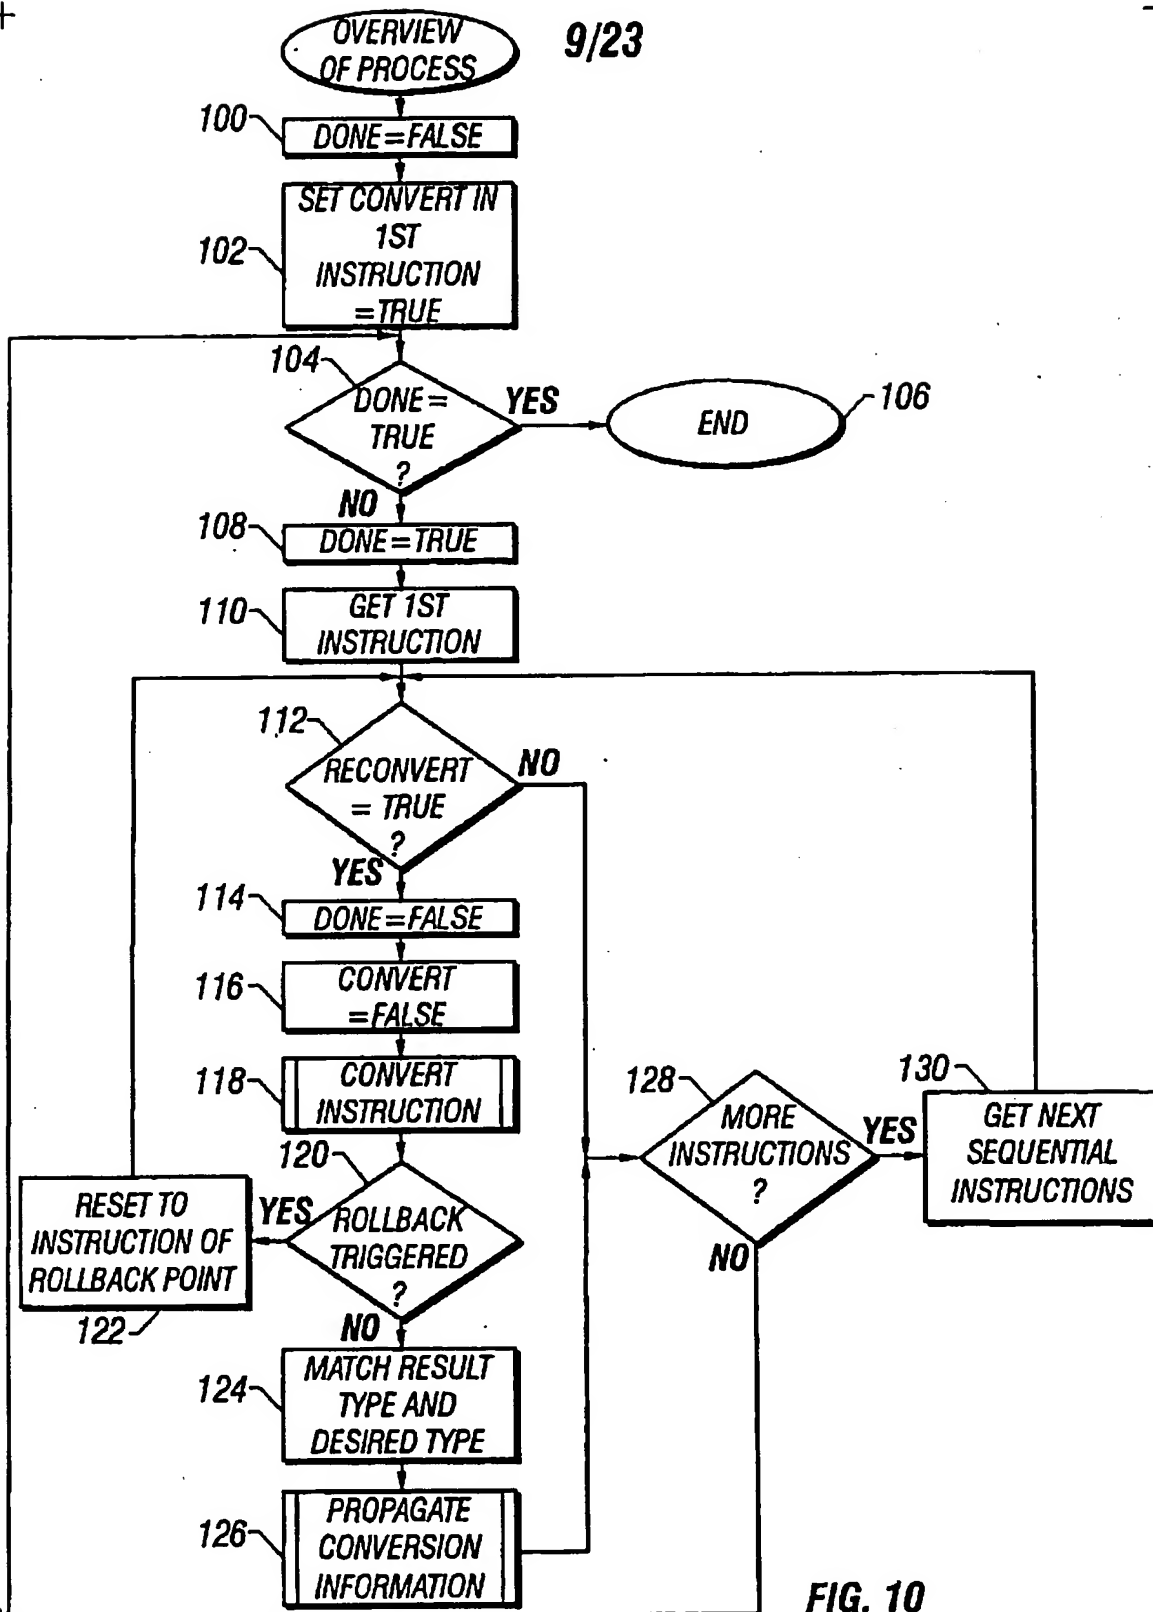 OVERVIEW
OF PROCESS
9/23
100
DONE=FALSE
102
SET CONVERT IN
1ST
INSTRUCTION
=TRUE
104
DONE=
TRUE
?
YES
END
106
NO
108
DONE=TRUE
110
GET 1ST
INSTRUCTION
112
RECONVERT
= TRUE
?
NO
YES
114
DONE=FALSE
116
CONVERT
=FALSE
118
CONVERT
INSTRUCTION
120
ROLLBACK
TRIGGERED
?
YES
RESET TO
INSTRUCTION OF
ROLLBACK POINT
122
NO
124
MATCH RESULT
TYPE AND
DESIRED TYPE
126
PROPAGATE
CONVERSION
INFORMATION
128
MORE
INSTRUCTIONS
?
YES
NO
130
GET NEXT
SEQUENTIAL
INSTRUCTIONS
FIG. 10